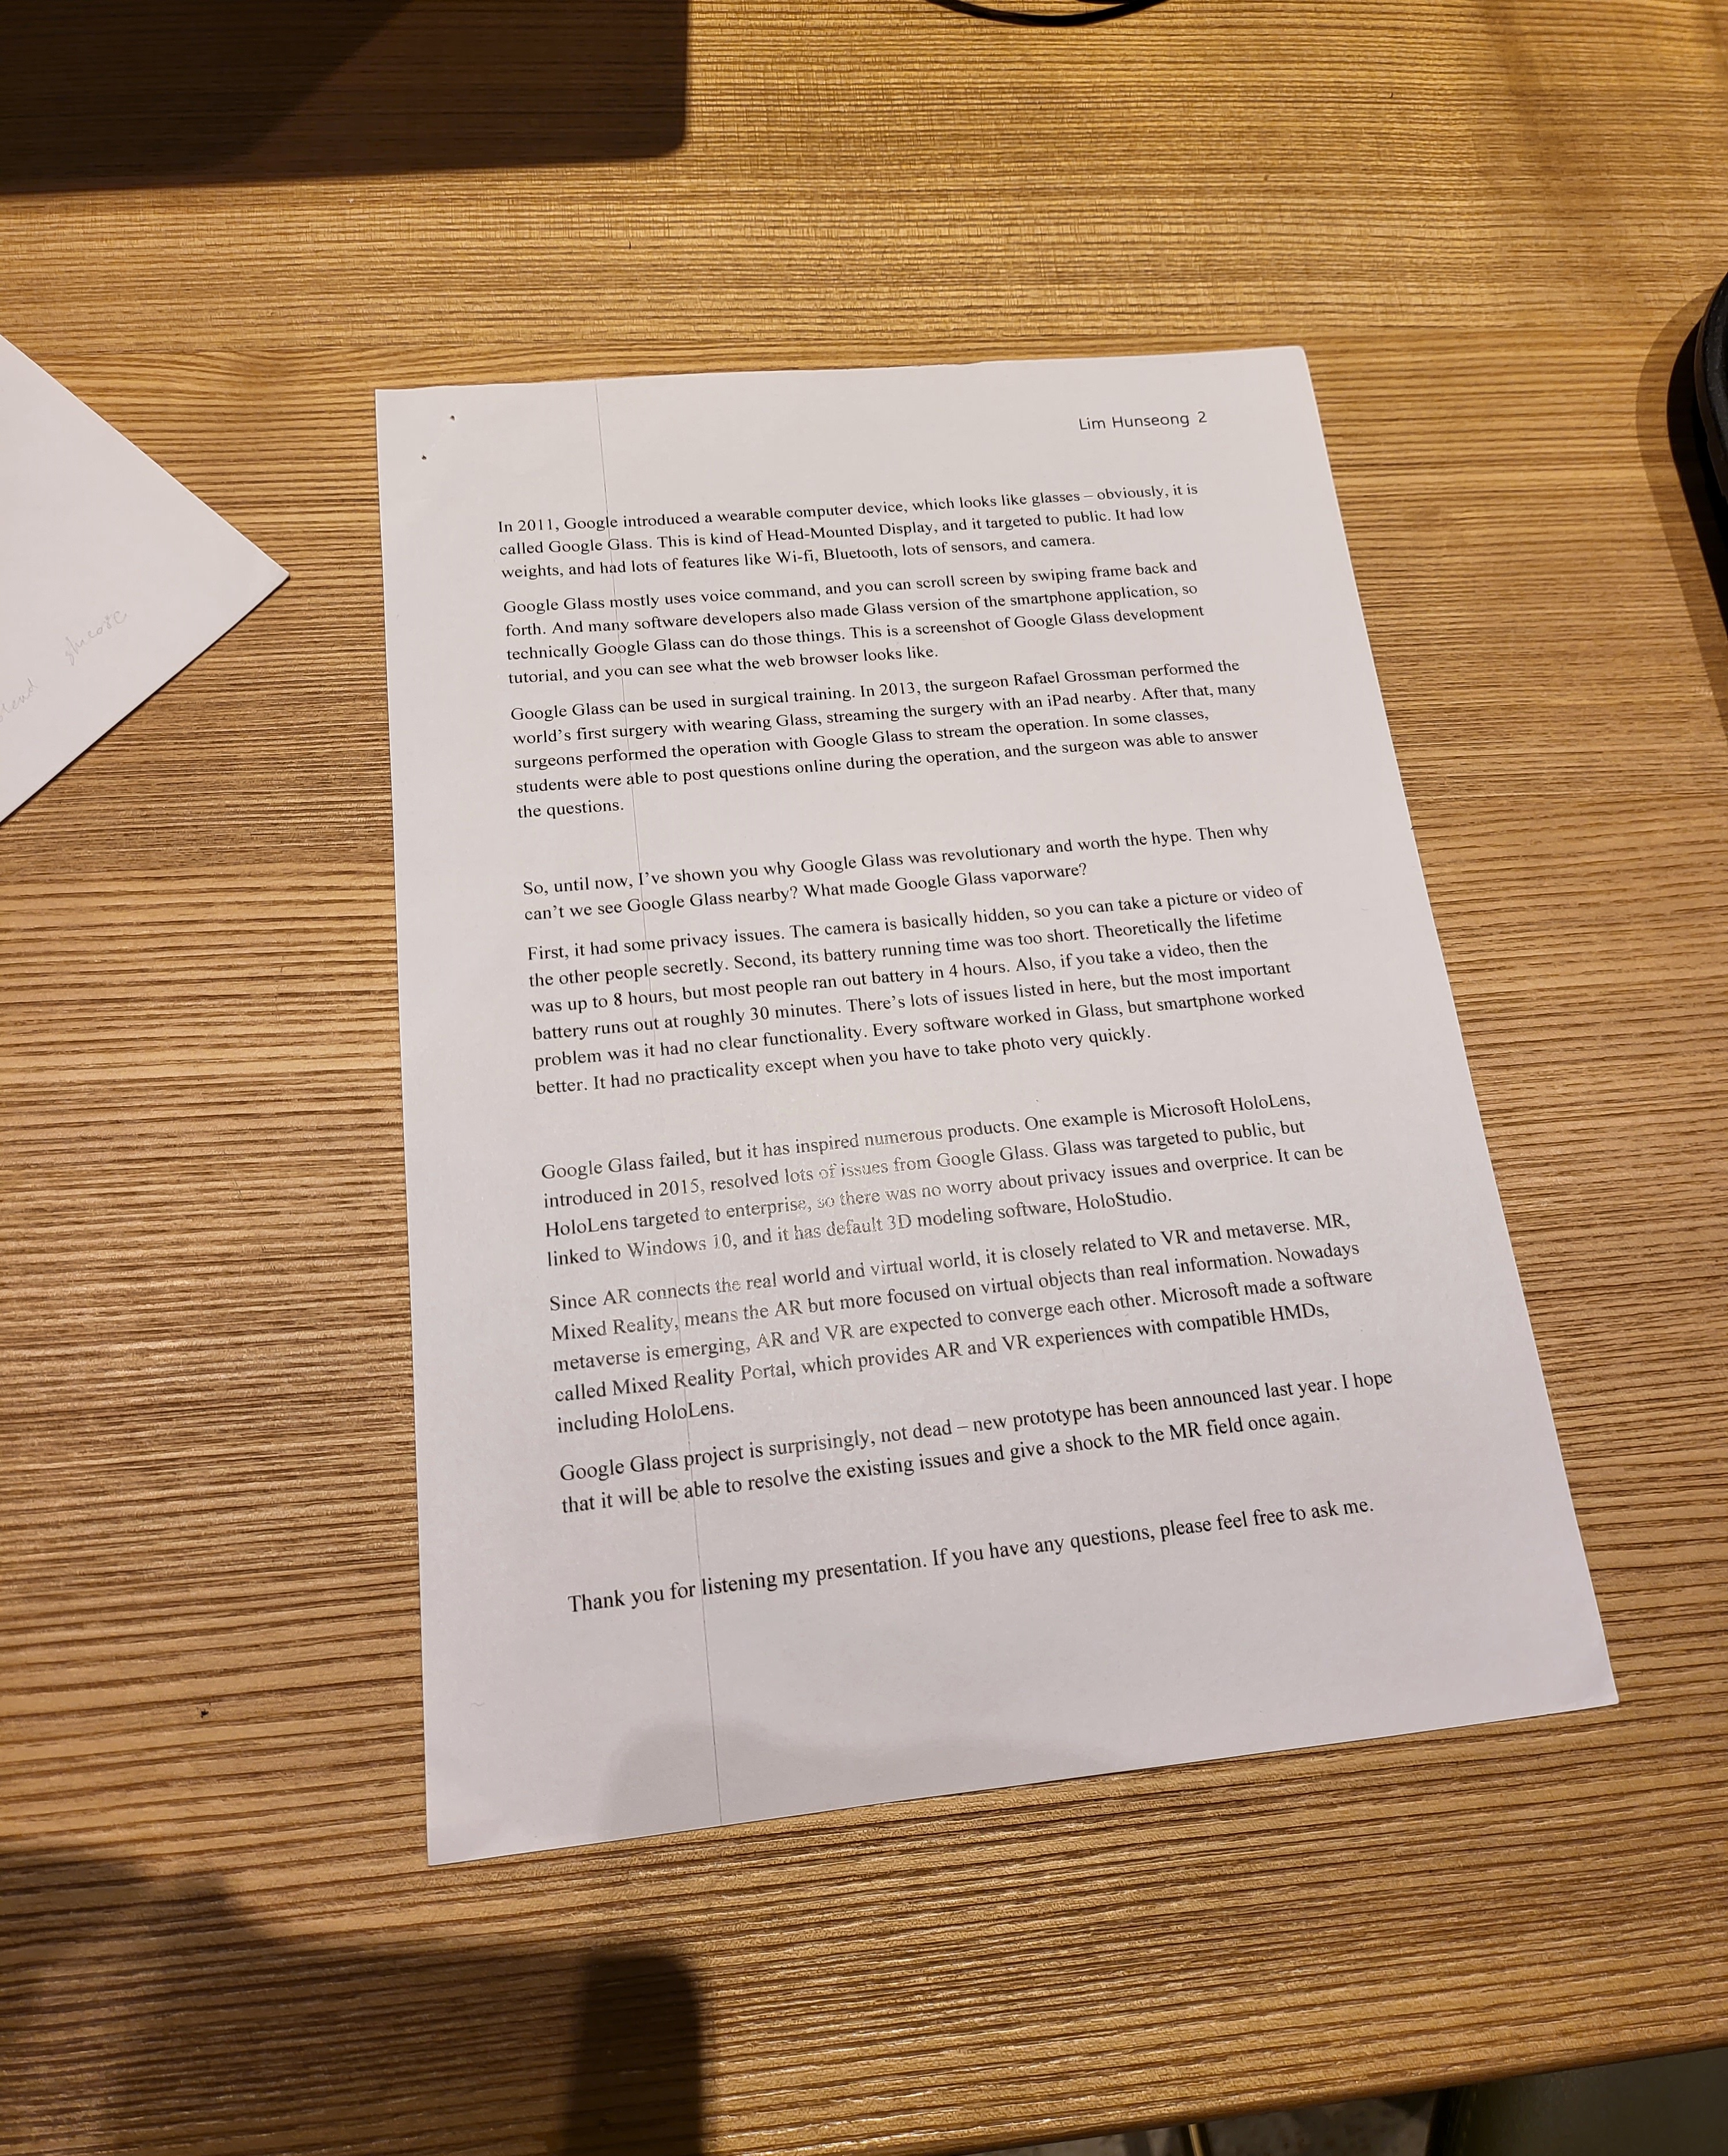 Lim Hunseong 2
In 2011, Google introduced a wearable computer device, which looks like glasses – obviously, it is
called Google Glass. This is kind of Head-Mounted Display, and it targeted to public. It had low
weights, and had lots of features like Wi-fi, Bluetooth, lots of sensors, and camera.
Google Glass mostly uses voice command, and you can scroll screen by swiping frame back and
forth. And many software developers also made Glass version of the smartphone application, so
technically Google Glass can do those things. This is a screenshot of Google Glass development
tutorial, and you can see what the web browser looks like.
Google Glass can be used in surgical training. In 2013, the surgeon Rafael Grossman performed the
world's first surgery with wearing Glass, streaming the surgery with an iPad nearby. After that, many
surgeons performed the operation with Google Glass to stream the operation. In some classes,
students were able to post questions online during the operation, and the surgeon was able to answer
the questions.
So, until now, I've shown you why Google Glass was revolutionary and worth the hype. Then why
can't we see Google Glass nearby? What made Google Glass vaporware?
First, it had some privacy issues. The camera is basically hidden, so you can take a picture or video of
the other people secretly. Second, its battery running time was too short. Theoretically the lifetime
was up to 8 hours, but most people ran out battery in 4 hours. Also, if you take a video, then the
battery runs out at roughly 30 minutes. There's lots of issues listed in here, but the most important
problem was it had no clear functionality. Every software worked in Glass, but smartphone worked
better. It had no practicality except when you have to take photo very quickly.
Google Glass failed, but it has inspired numerous products. One example is Microsoft HoloLens,
introduced in 2015, resolved lots of issues from Google Glass. Glass was targeted to public, but
HoloLens targeted to enterprise, so there was no worry about privacy issues and overprice. It can be
linked to Windows 10, and it has default 3D modeling software, HoloStudio.
Since AR connects the real world and virtual world, it is closely related to VR and metaverse. MR,
Mixed Reality, means the AR but more focused on virtual objects than real information. Nowadays
metaverse is emerging, AR and VR are expected to converge each other. Microsoft made a software
called Mixed Reality Portal, which provides AR and VR experiences with compatible HMDs,
including HoloLens.
Google Glass project is surprisingly, not dead – new prototype has been announced last year. I hope
that it will be able to resolve the existing issues and give a shock to the MR field once again.
Thank you for listening my presentation. If you have any questions, please feel free to ask me.